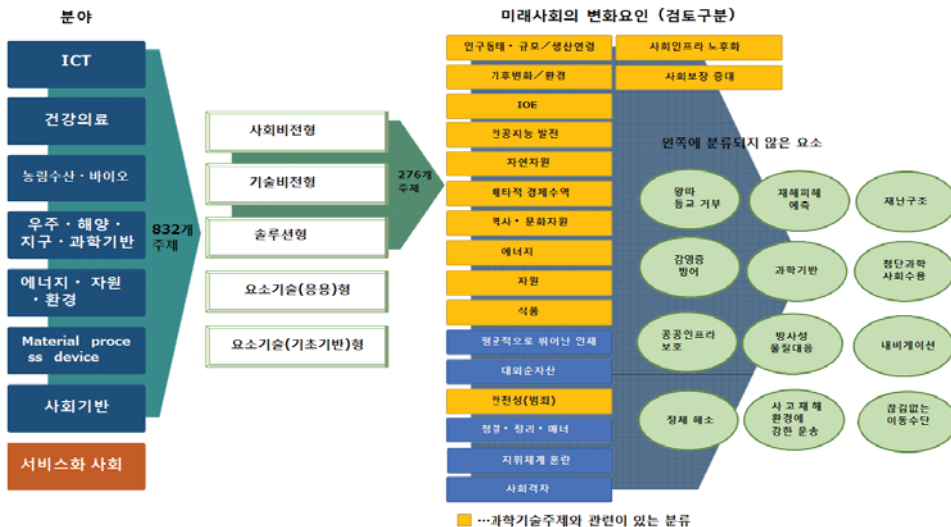 분야
미래사회의 변화요인 (검토구분)
ICT
건강의료
농림수산 · 바이오
우주 · 해양 ·
지구 · 과학기반
에너지 · 자원
· 환경
Material proce
ss device
사회기반
서비스화 사회
832개
주제
사회비전형
기술비전형
솔루션형
요소기술(응용)형
요소기술(기초기반)형
276개
주제
인구동태 · 규모/생산연령
사회인프라 노후화
기후변화/환경
사회보장 증대
IOE
인공지능 발전
자연자원
배타적 경제수역
역사 · 문화자원
에너지
자원
식품
평균적으로 뛰어난 인재
대외순자산
안전성(범죄)
청결 · 정리 · 매너
지휘체계 혼란
사회격차
왼쪽에 분류되지 않은 요소
왕따
등교 거부
재해피해
예측
재난구조
감염증
방어
과학기반
첨단과학
사회수용
공공인프라
보호
방사성
물질대응
내비게이션
정체 해소
사고재해
환경에
강한 운송
끊김없는
이동수단
···과학기술주제와 관련이 있는 분류